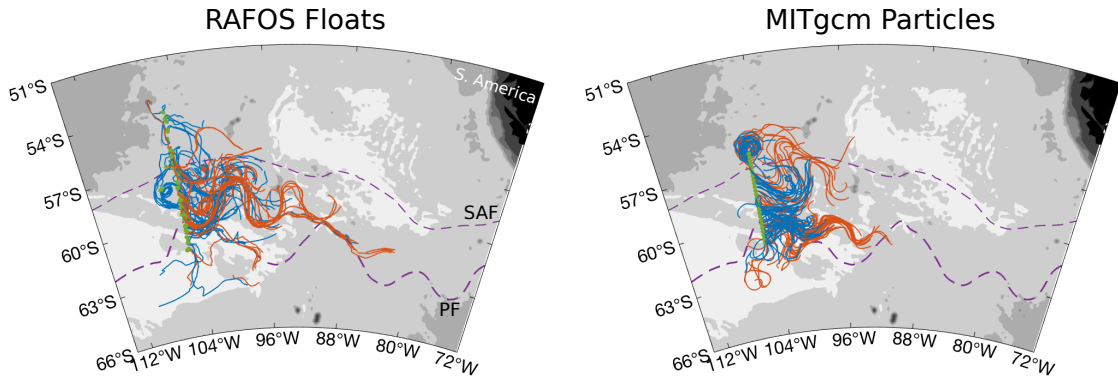 RAFOS Floats
S. America
51°S
54°S
57°S
60°S
63°S
66°S
SAF
PF
112°W
104°W
96°W
88°W
80°W
72°W
MITgcm Particles
51°S
54°S
57°S
60°S
63°S
66°S
112°W
104°W
96°W
88°W
80°W
72°W